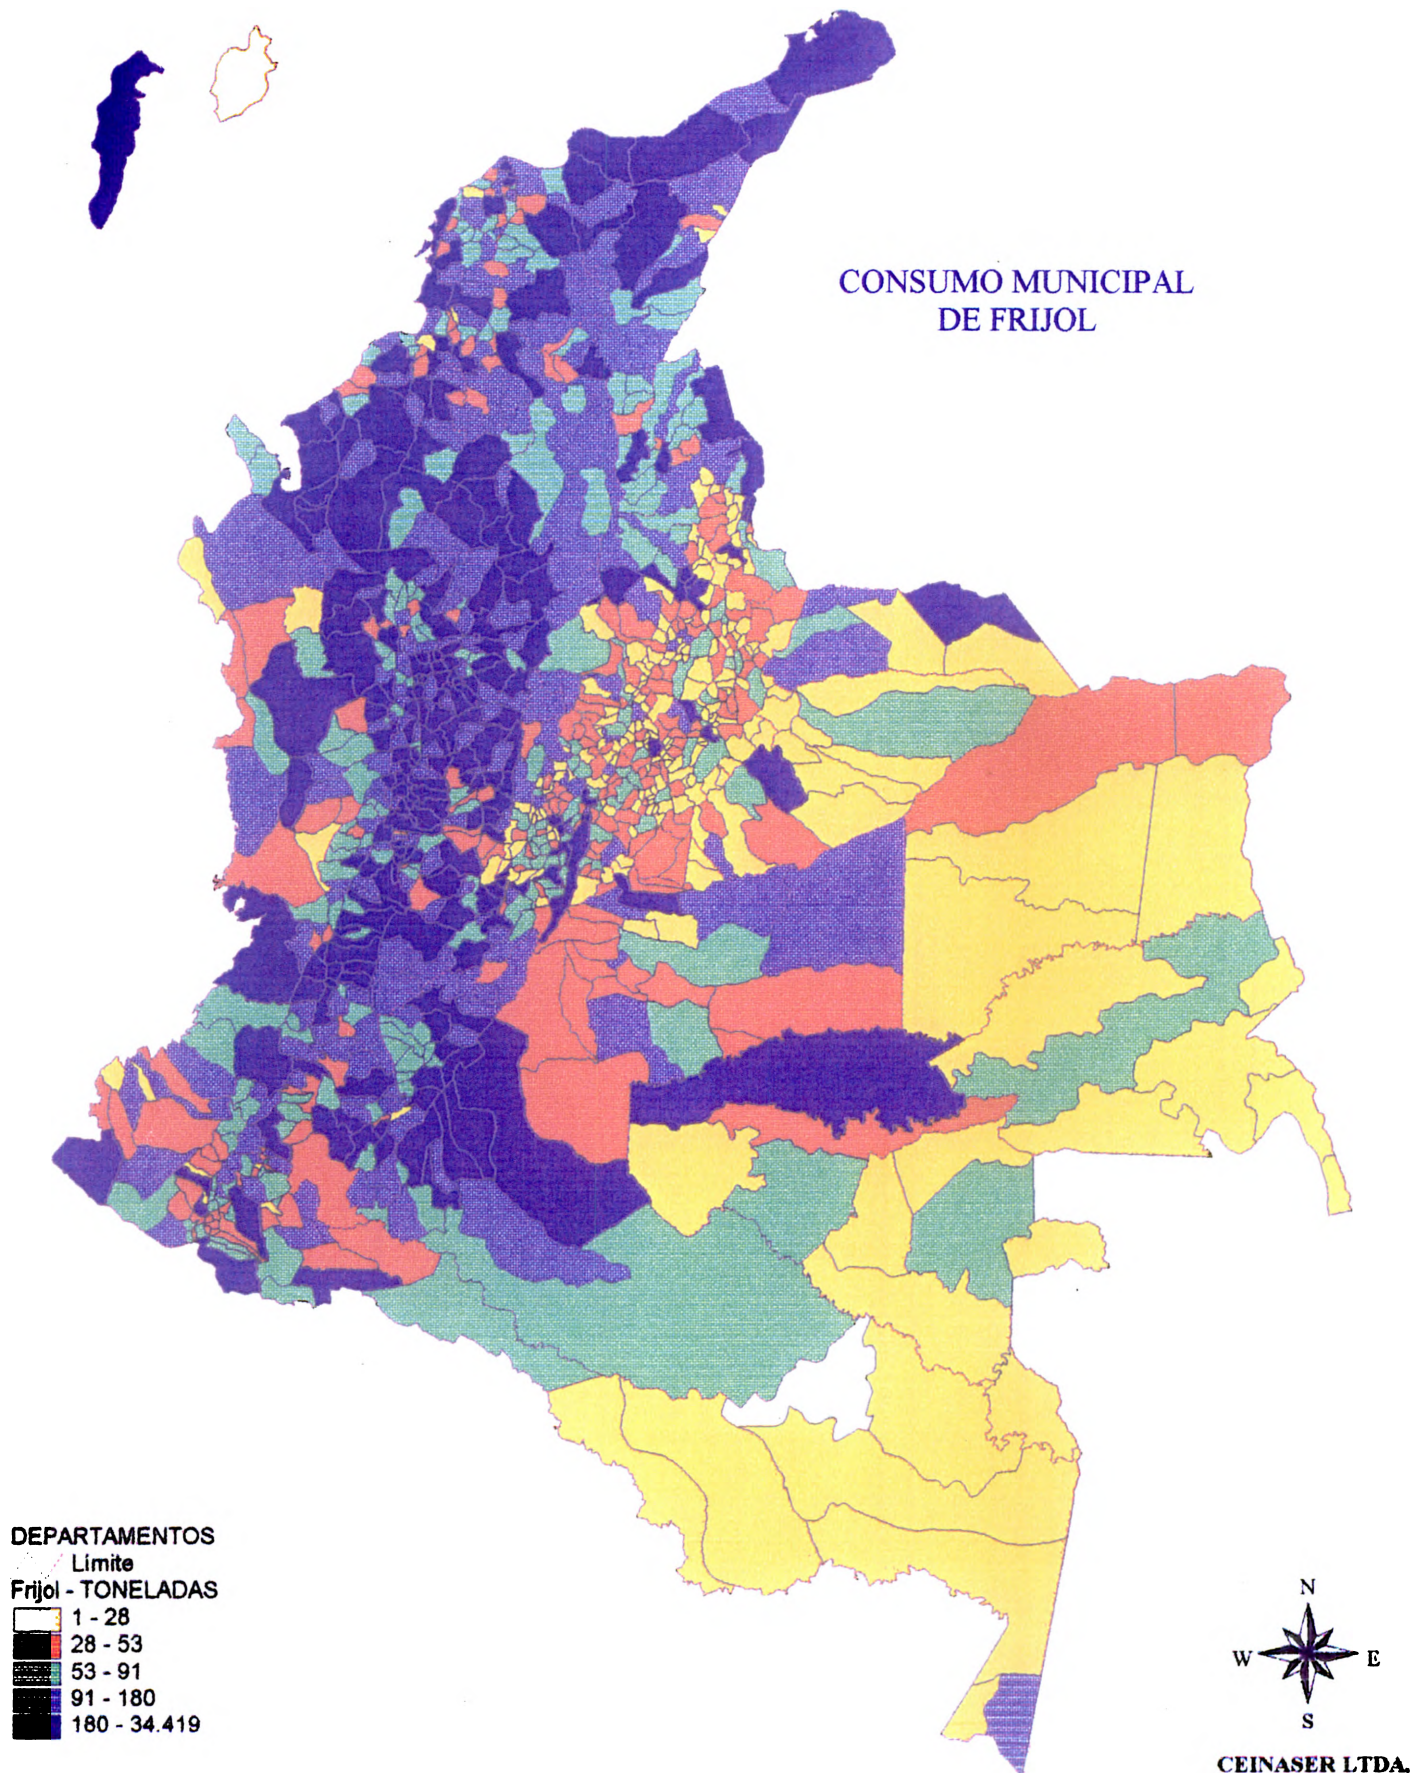 CONSUMO MUNICIPAL
DE FRIJOL
DEPARTAMENTOS
Límite
Frijol - TONELADAS
1 - 28
28 - 53
53 - 91
91 - 180
180 - 34.419
N
W E
S
CEINASER LTDA.